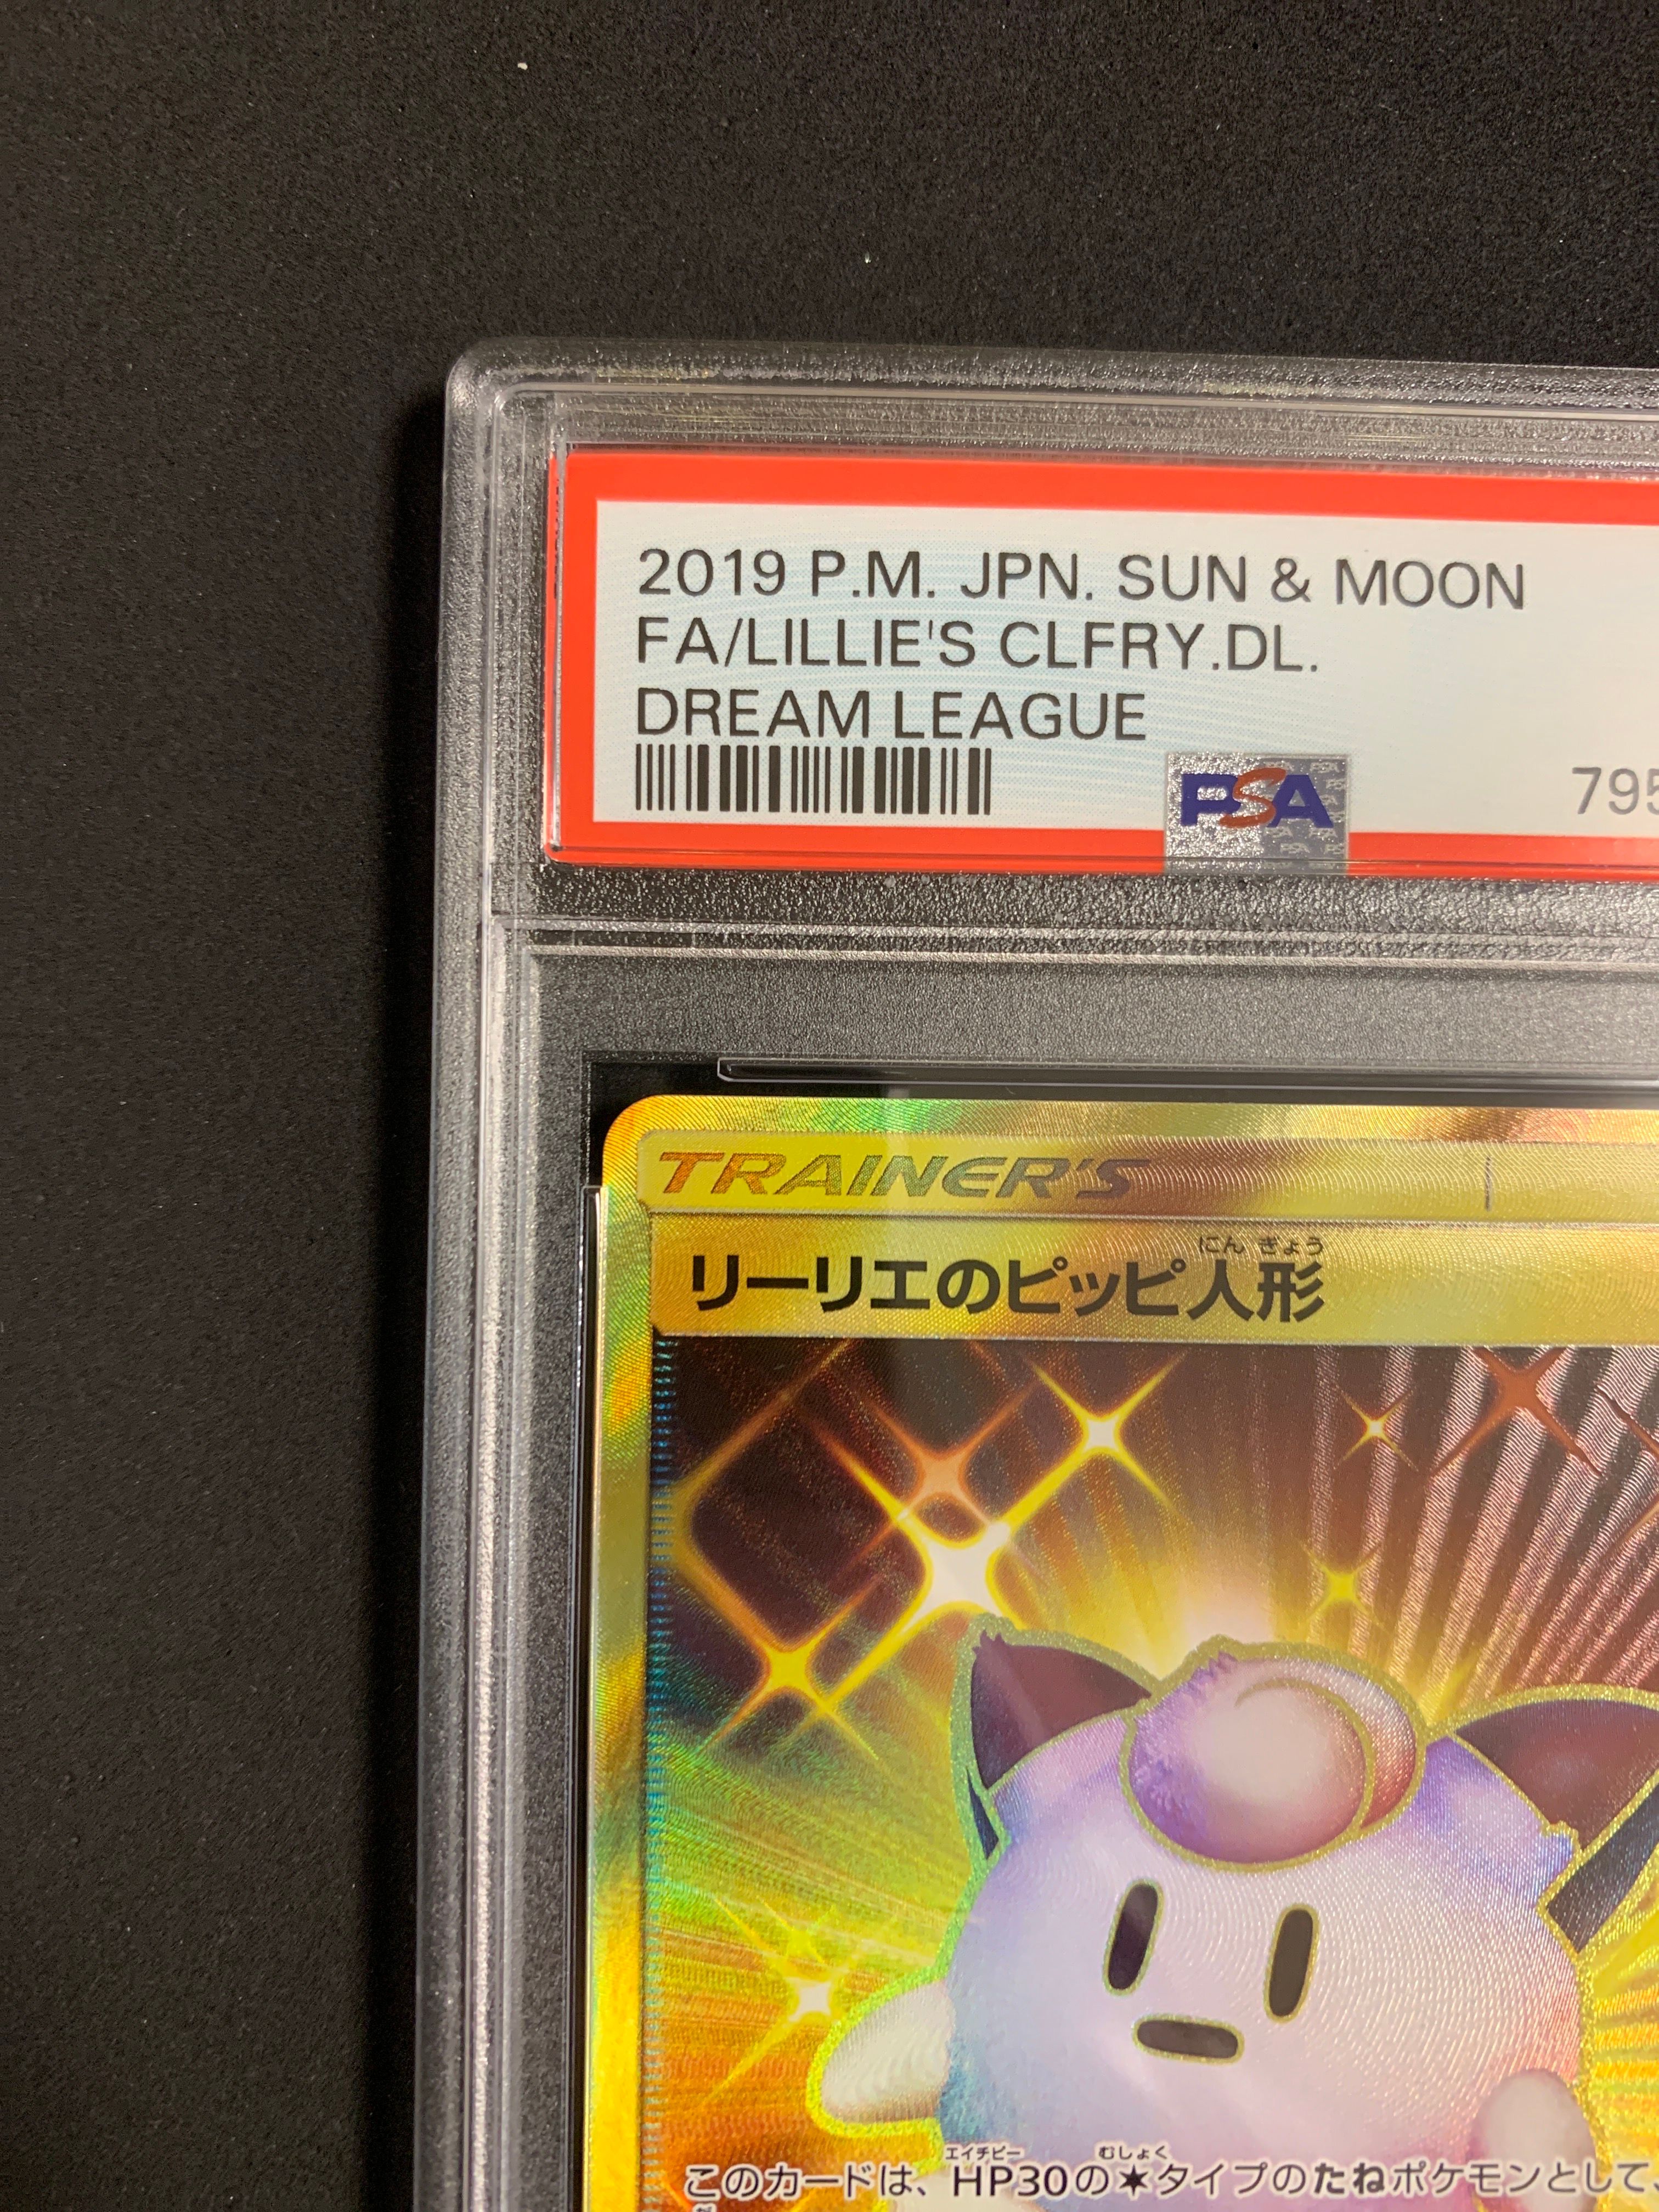 2019 P.M. JPN. SUN & MOON
FA/LILLIE'S CLFRY.DL.
DREAM LEAGUE
PSA
795
TRAINER'S
にん ぎょう
リーリエのピッピ人形
エイチピー むしょく
このカードは、HP30の タイプのたねポケモンとして、